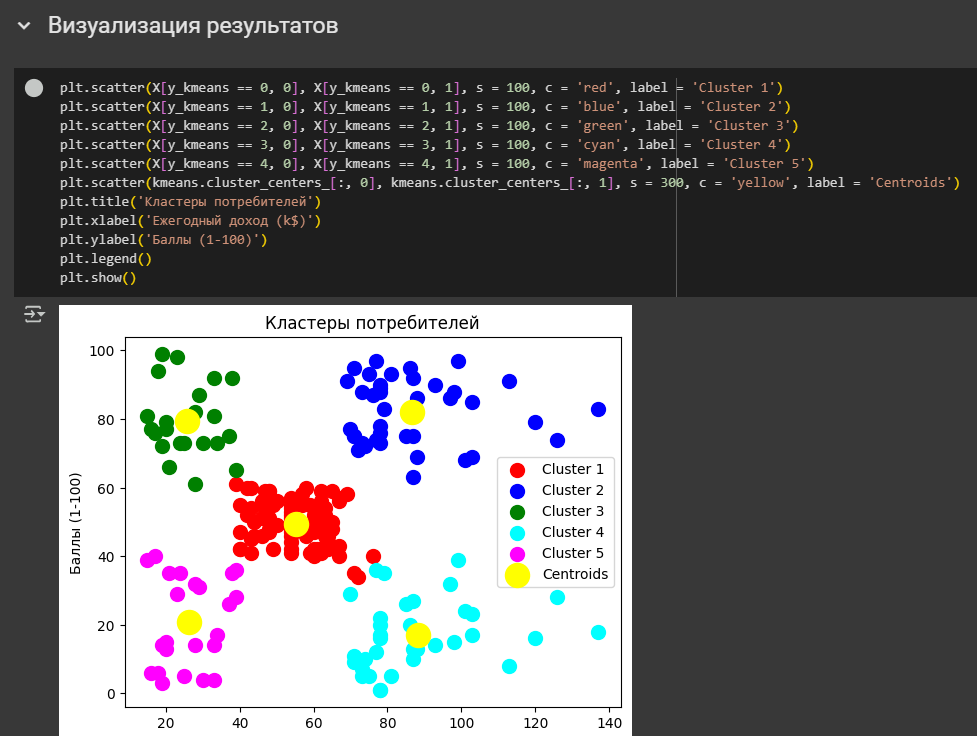 Визуализация результатов
plt.scatter(X[y_kmeans == 0, 0], X[y_kmeans == 0, 1], s = 100, c = 'red', label = 'Cluster 1')
plt.scatter(X[y_kmeans == 1, 0], X[y_kmeans == 1, 1], s = 100, c = 'blue', label = 'Cluster 2')
plt.scatter(X[y_kmeans == 2, 0], X[y_kmeans == 2, 1], s = 100, c = 'green', label = 'Cluster 3')
plt.scatter(X[y_kmeans == 3, 0], X[y_kmeans == 3, 1], s = 100, c = 'cyan', label = 'Cluster 4')
plt.scatter(X[y_kmeans == 4, 0], X[y_kmeans == 4, 1], s = 100, c = 'magenta', label = 'Cluster 5')
plt.scatter(kmeans.cluster_centers_[:, 0], kmeans.cluster_centers_[:, 1], s = 300, c = 'yellow', label = 'Centroids')
plt.title('Кластеры потребителей')
plt.xlabel('Ежегодный доход (k$)')
plt.ylabel('Баллы (1-100)')
plt.legend()
plt.show()
Кластеры потребителей
Баллы (1-100)
100
80
60
40
20
0
Cluster 1
Cluster 2
Cluster 3
Cluster 4
Cluster 5
Centroids
20 40 60 80 100 120 140